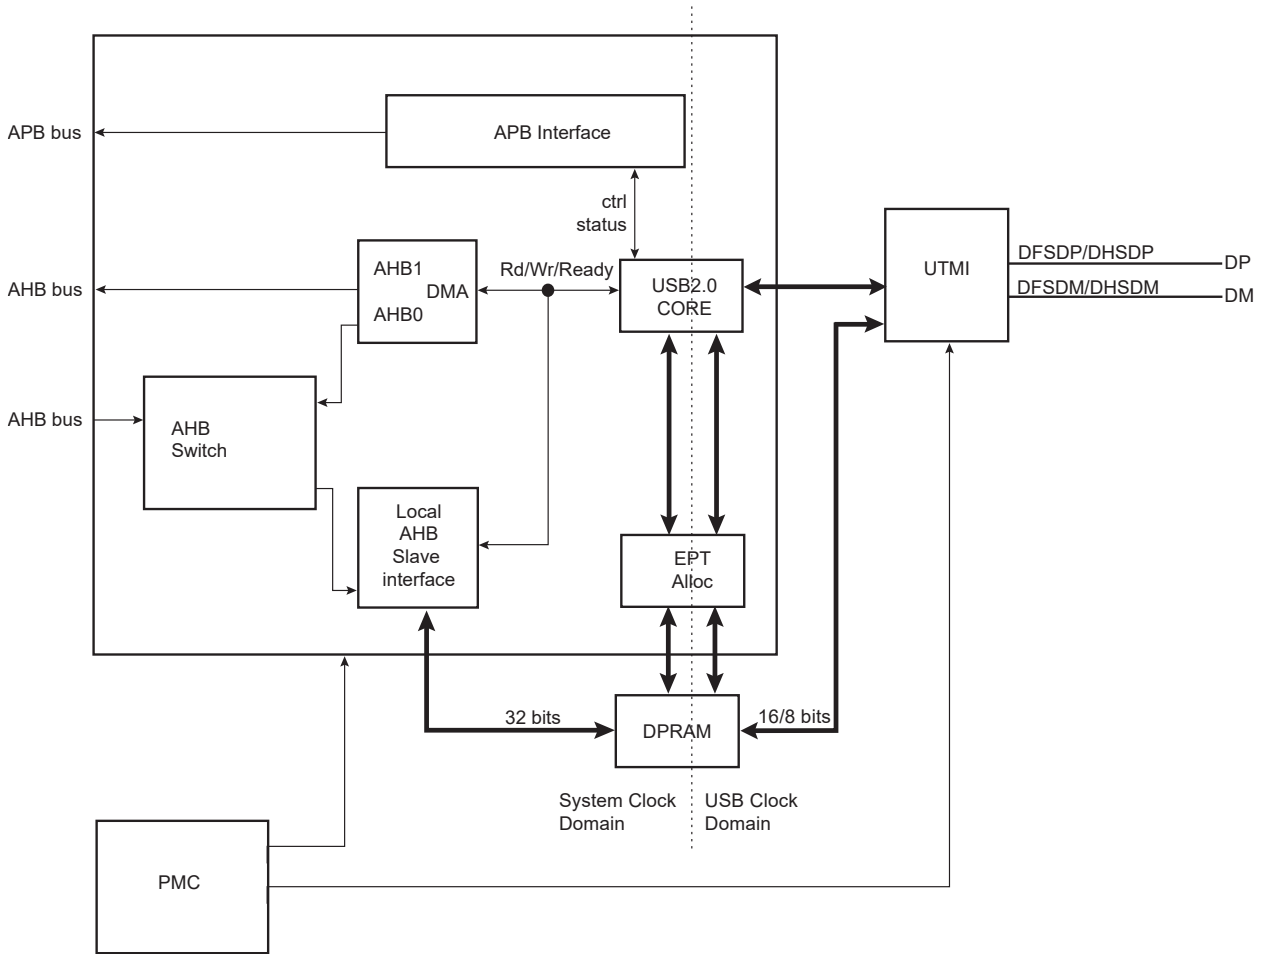 APB bus
APB Interface
ctrl
status
AHB1
DMA
AHB0
Rd/Wr/Ready
USB2.0
CORE
UTMI
DFSDP/DHSDP
DP
DFSDM/DHSDM
DM
AHB bus
AHB bus
AHB
Switch
Local
AHB
Slave
interface
EPT
Alloc
32 bits
DPRAM
16/8 bits
System Clock
Domain
USB Clock
Domain
PMC